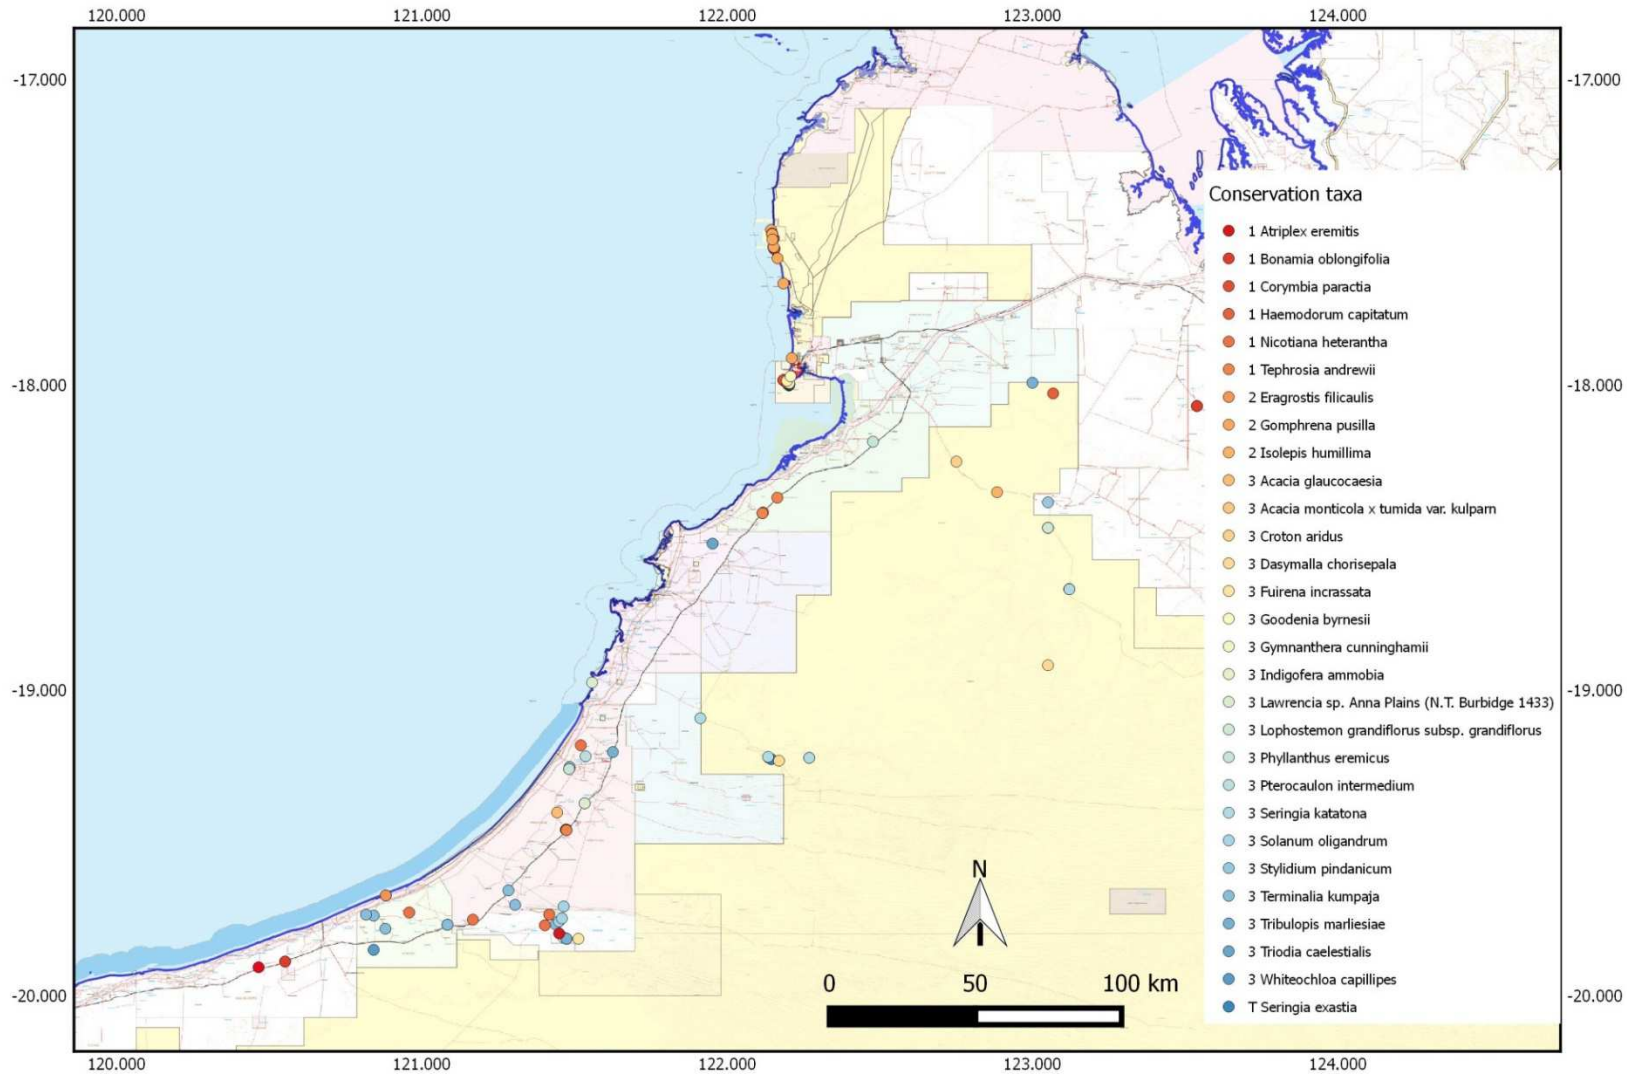 120.000 121.000 122.000 123.000 124.000
-17.000 -17.000
Conservation taxa
1 Atriplex eremitis
1 Bonamia oblongifolia
1 Corymbia paractia
1 Haemodorum capitatum
1 Nicotiana heterantha
1 Tephrosia andrewii
2 Eragrostis filicaulis
2 Gomphrena pusilla
2 Isolepis humillima
3 Acacia glaucocaesia
3 Acacia monticola x tumida var. kulparn
3 Croton aridus
3 Dasymalla chorisepala
3 Fuirena incrassata
3 Goodenia byrnesii
3 Gymnanthera cunninghamii
3 Indigofera ammobia
3 Lawrencia sp. Anna Plains (N.T. Burbidge 1433)
3 Lophostemon grandiflorus subsp. grandiflorus
3 Phyllanthus eremicus
3 Pterocaulon intermedium
3 Seringia katatona
3 Solanum oligandrum
3 Stylidium pindanicum
3 Terminalia kumpaja
3 Tribulopis marliesiae
3 Triodia caelestialis
3 Whiteochloa capillipes
T Seringia exastia
-18.000 -18.000
-19.000 -19.000
N
0 50 100 km
-20.000 -20.000
120.000 121.000 122.000 123.000 124.000